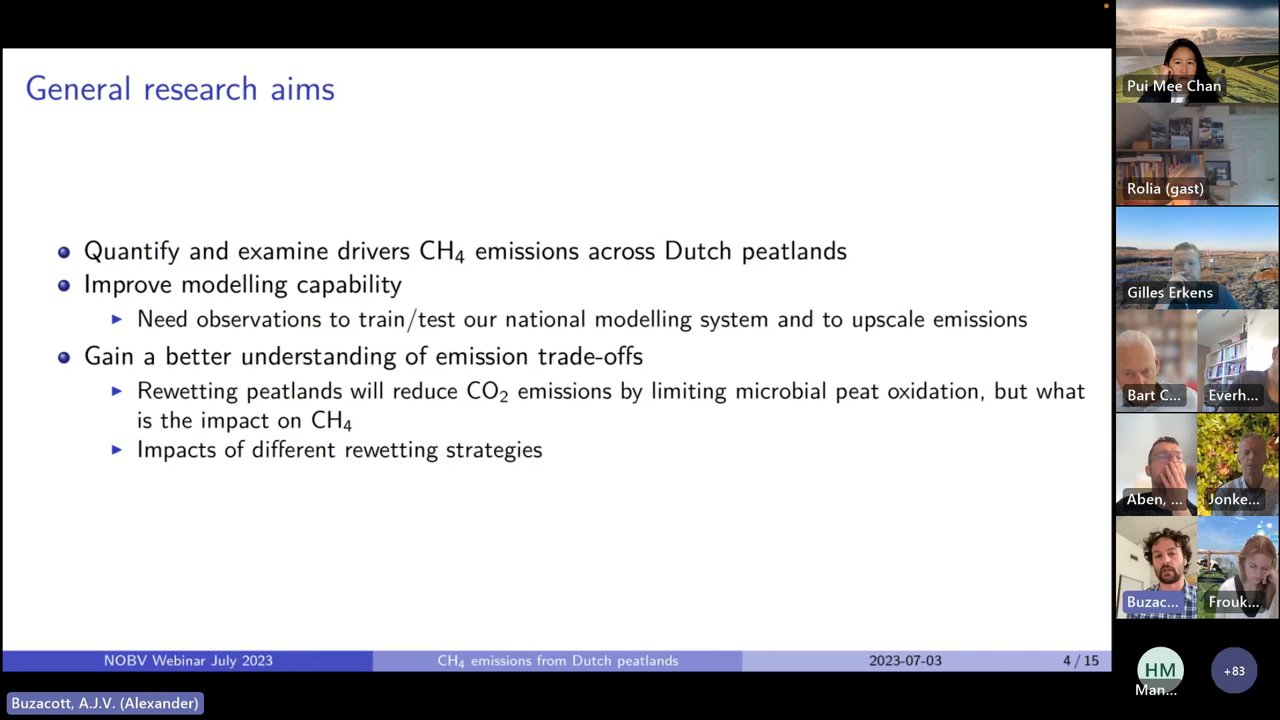 General research aims
Quantify and examine drivers CH4 emissions across Dutch peatlands
Improve modelling capability
Need observations to train/test our national modelling system and to upscale emissions
Gain a better understanding of emission trade-offs
Rewetting peatlands will reduce CO2 emissions by limiting microbial peat oxidation, but what
is the impact on CH4
Impacts of different rewetting strategies
NOBV Webinar July 2023
CH4 emissions from Dutch peatlands
2023-07-03
4 / 15
Buzacott, A.J.V. (Alexander)
Pui Mee Chan
Rolia (gast)
Gilles Erkens
Bart C...
Everh...
Aben, ...
Jonke...
Buzac...
Frouk...
HM
Man...
+83